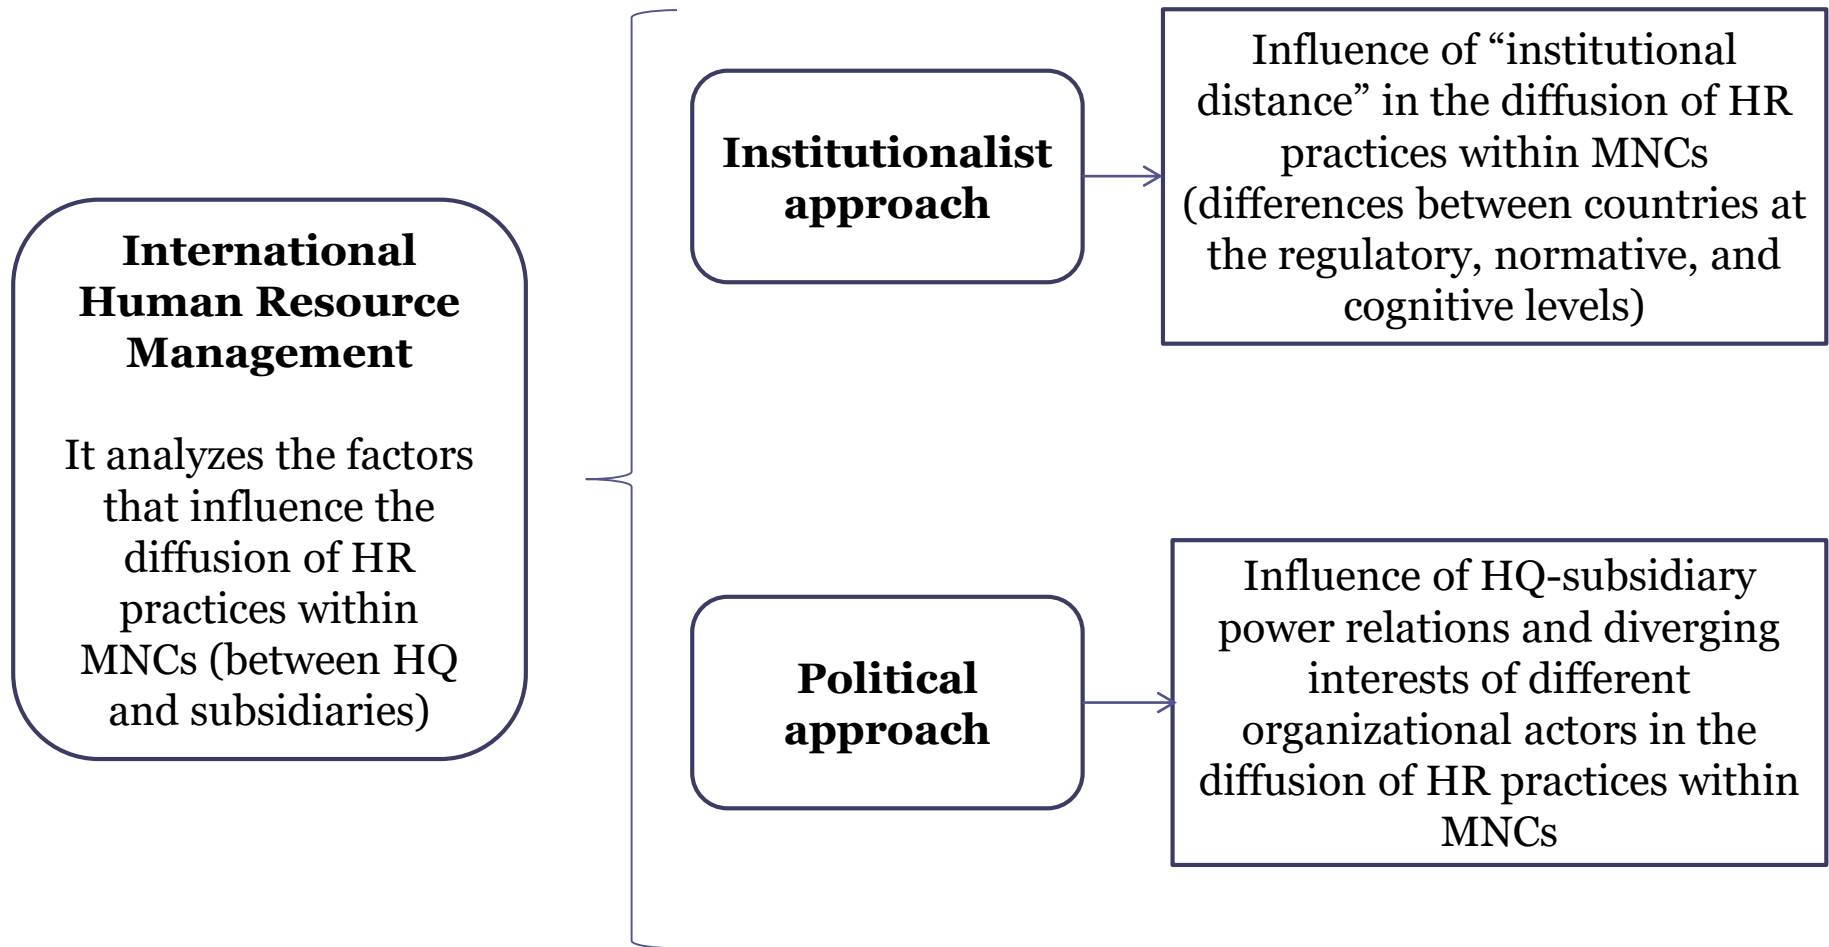 International
Human Resource
Management
It analyzes the factors
that influence the
diffusion of HR
practices within
MNCs (between HQ
and subsidiaries)
Institutionalist
approach
Influence of “institutional
distance” in the diffusion of HR
practices within MNCs
(differences between countries at
the regulatory, normative, and
cognitive levels)
Political
approach
Influence of HQ-subsidiary
power relations and diverging
interests of different
organizational actors in the
diffusion of HR practices within
MNCs